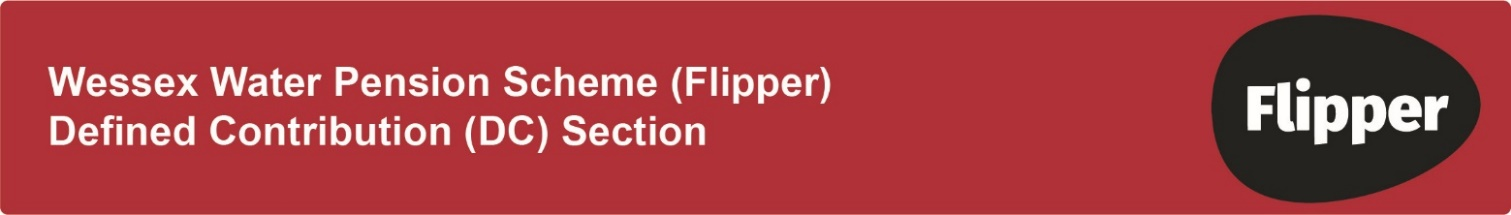 Wessex Water Pension Scheme (Flipper)
Defined Contribution (DC) Section
Flipper